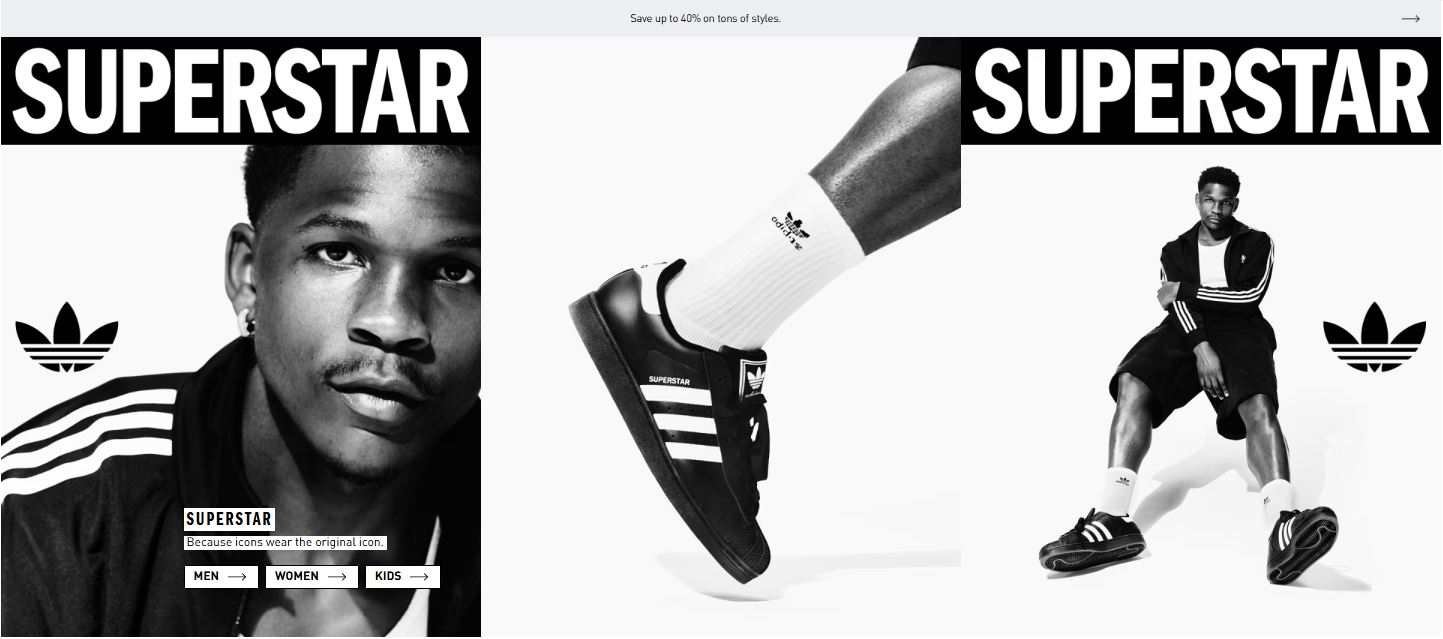 Save up to 40% on tons of styles.
SUPERSTAR
SUPERSTAR
adidas
SUPERSTAR
SUPERSTAR
Because icons wear the original icon.
MEN
WOMEN
KIDS